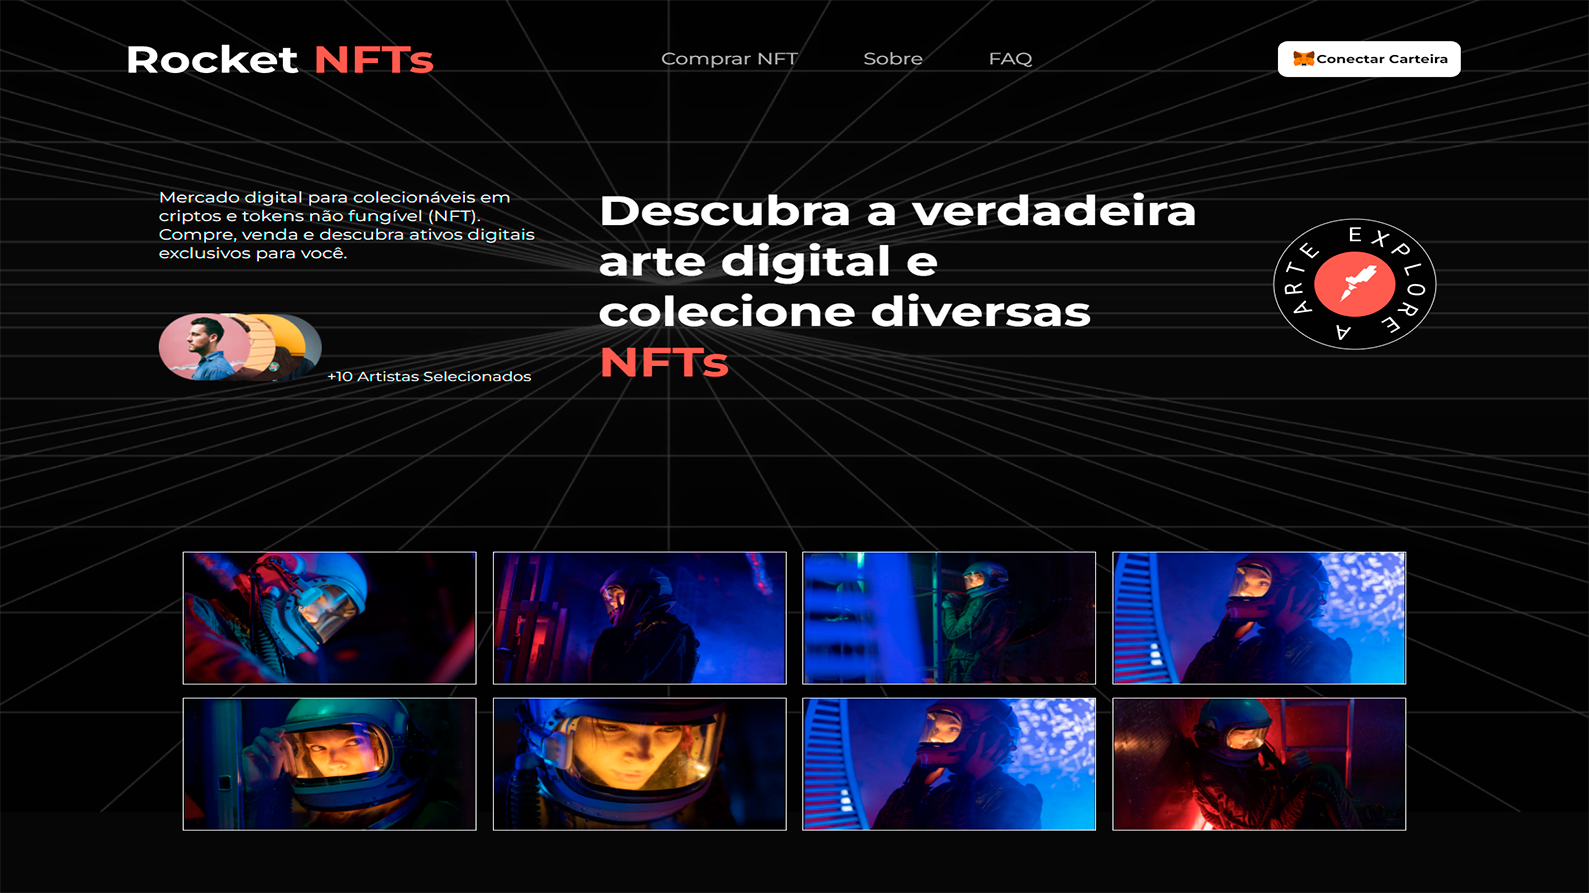 Rocket NFTs
Comprar NFT
Sobre
FAQ
Conectar Carteira
Mercado digital para colecionáveis em
criptos e tokens não fungível (NFT).
Compre, venda e descubra ativos digitais
exclusivos para você.
+10 Artistas Selecionados
Descubra a verdadeira
arte digital e
colecione diversas
NFTs
EXPLORE A ARTE